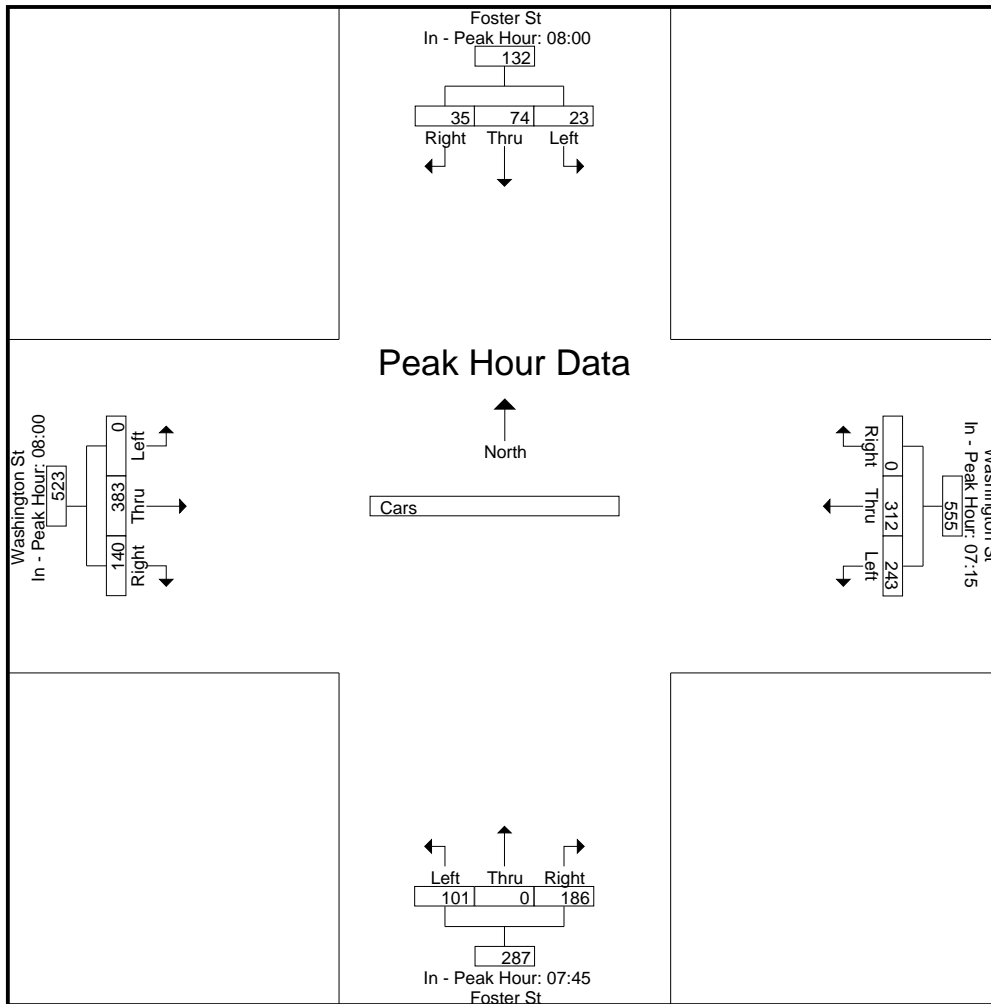 Foster St
In - Peak Hour: 08:00
132
35 74 23
Right Thru Left
Peak Hour Data
North
Cars
Washington St
In - Peak Hour: 08:00
523
0 383 140
Left Thru Right
Washington St
In - Peak Hour: 07:15
555
0 312 243
Right Thru Left
Left Thru Right
101 0 186
287
In - Peak Hour: 07:45
Foster St